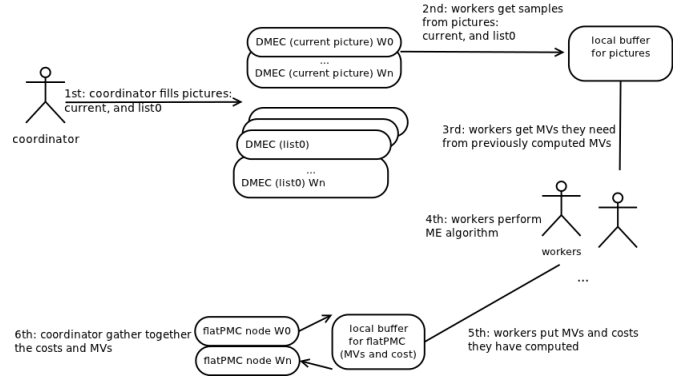 2nd: workers get samples
from pictures:
current, and list0
DMEC (current picture) W0
...
DMEC (current picture) Wn
local buffer
for pictures
1st: coordinator fills pictures:
current, and list0
coordinator
DMEC (list0)
...
DMEC (list0) Wn
3rd: workers get MVs they need
from previously computed MVs
4th: workers perform
ME algorithm
workers
...
6th: coordinator gather together
the costs and MVs
flatPMC node W0
flatPMC node Wn
local buffer
for flatPMC
(MVs and cost)
5th: workers put MVs and costs
they have computed